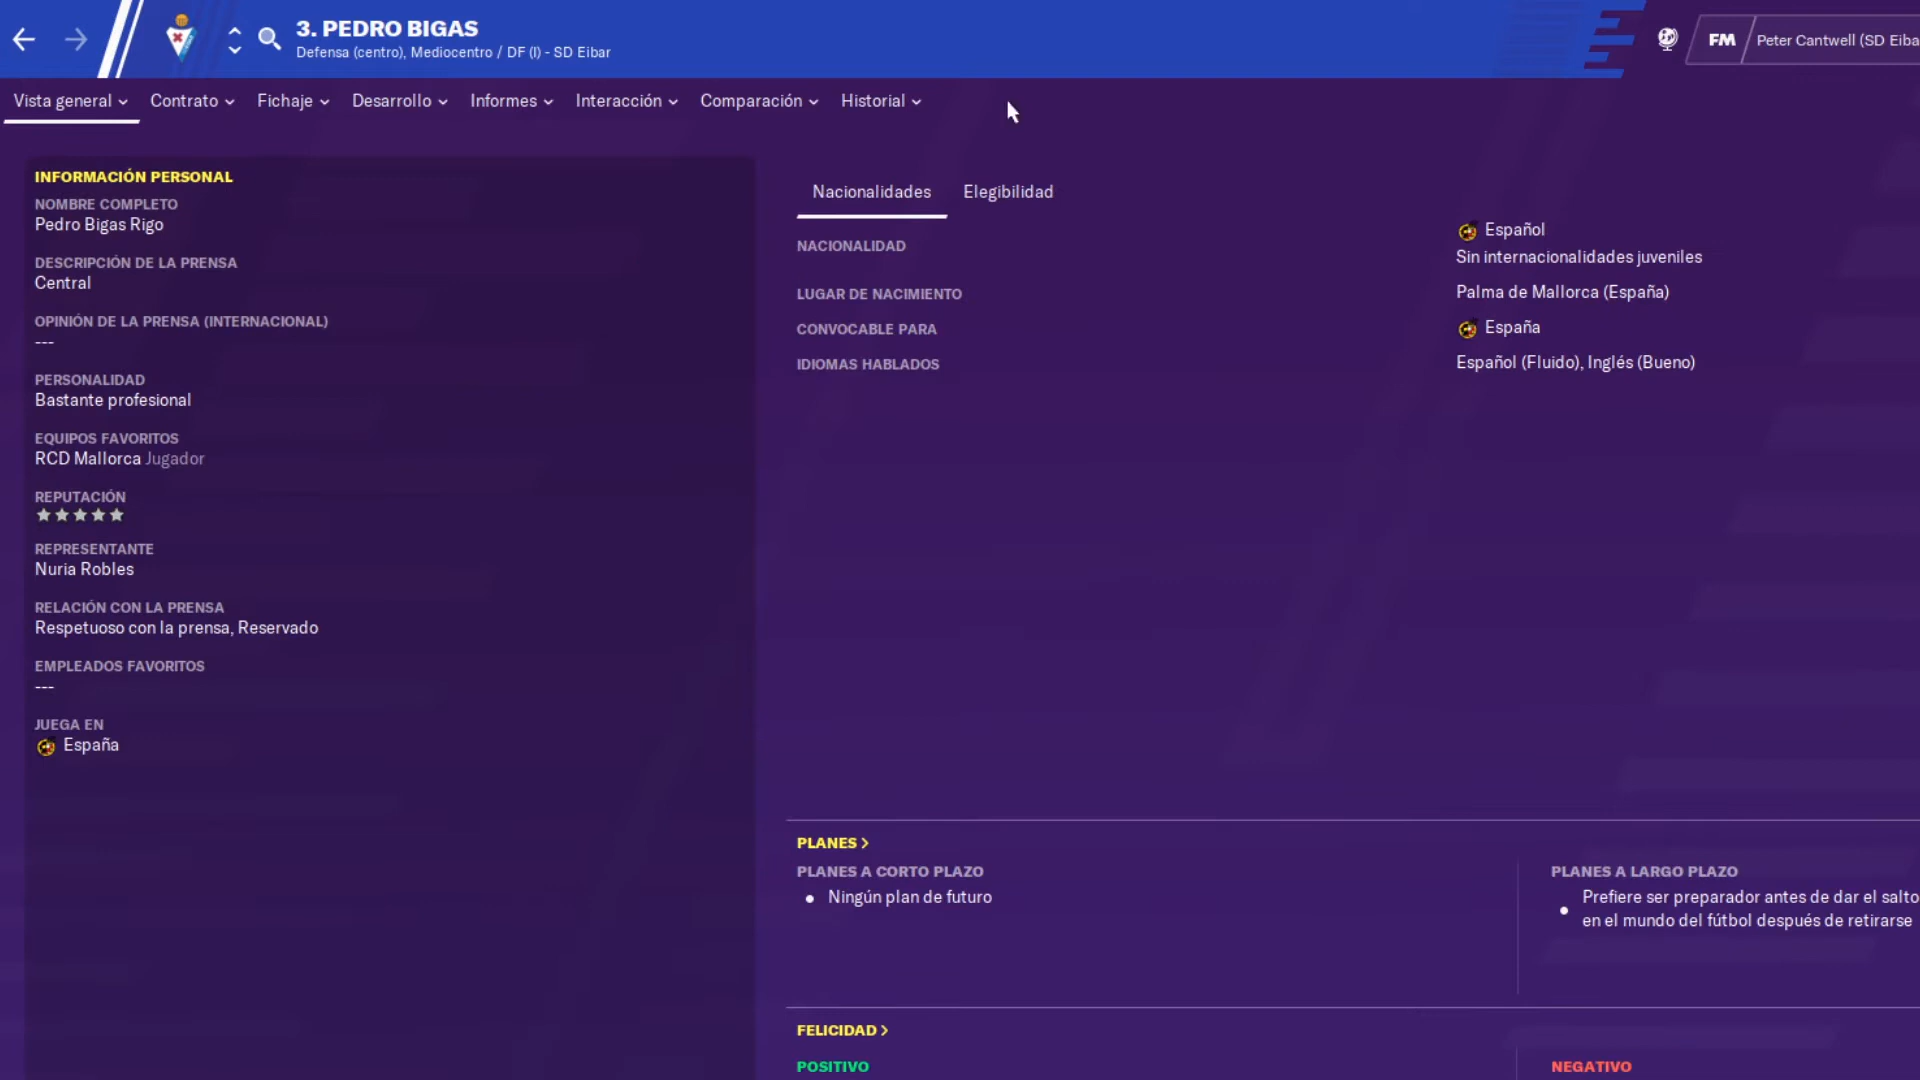 3. PEDRO BIGAS
Defensa (centro), Mediocentro / DF (I) - SD Eibar
FM
Peter Cantwell (SD Eiba
Vista general
Contrato
Fichaje
Desarrollo
Informes
Interacción
Comparación
Historial
INFORMACIÓN PERSONAL
NOMBRE COMPLETO
Pedro Bigas Rigo
DESCRIPCIÓN DE LA PRENSA
Central
OPINIÓN DE LA PRENSA (INTERNACIONAL)
---
PERSONALIDAD
Bastante profesional
EQUIPOS FAVORITOS
RCD Mallorca Jugador
REPUTACIÓN
REPRESENTANTE
Nuria Robles
RELACIÓN CON LA PRENSA
Respetuoso con la prensa, Reservado
EMPLEADOS FAVORITOS
---
JUEGA EN
España
Nacionalidades
Elegibilidad
NACIONALIDAD
Español
Sin internacionalidades juveniles
LUGAR DE NACIMIENTO
Palma de Mallorca (España)
CONVOCABLE PARA
España
IDIOMAS HABLADOS
Español (Fluido), Inglés (Bueno)
PLANES >
PLANES A CORTO PLAZO
• Ningún plan de futuro
PLANES A LARGO PLAZO
• Prefiere ser preparador antes de dar el salto
en el mundo del fútbol después de retirarse
FELICIDAD >
POSITIVO
NEGATIVO